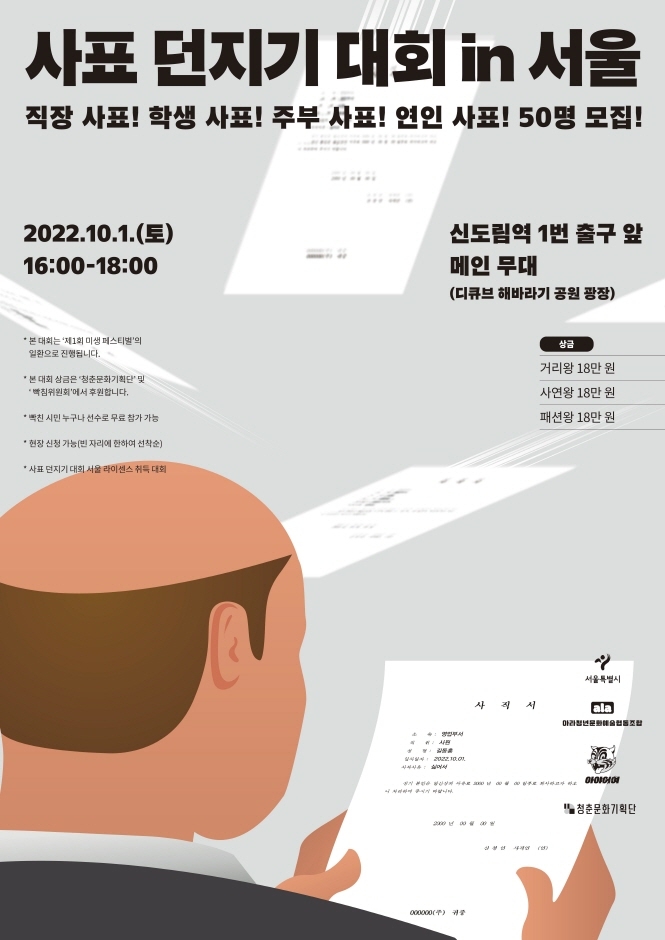 사표 던지기 대회 in 서울
직장 사표! 학생 사표! 주부 사표! 연인 사표! 50명 모집!
2022.10.1.(토)
16:00-18:00
신도림역 1번 출구 앞
메인 무대
(디큐브 해바라기 공원 광장)
* 본 대회는 '제1회 미생 페스티벌'의
일환으로 진행됩니다.
* 본 대회 상금은 '청춘문화기획단' 및
'빡침위원회'에서 후원합니다.
* 빡친 시민 누구나 선수로 무료 참가 가능
* 현장 신청 가능(빈 자리에 한하여 선착순)
* 사표 던지기 대회 서울 라이센스 취득 대회
상금
거리왕 18만 원
사연왕 18만 원
패션왕 18만 원
사 직 서
소 속 : 영업부서
직 위 : 사원
성 명 : 길동홍
입사일자 : 2022.10.01.
사직사유 : 싫어서
2000 년 00 월 00 일
신 청 인 사직인 (인)
000000(주) 귀중
서울특별시
ala
아라청년문화예술협동조합
아이어여
청춘문화기획단